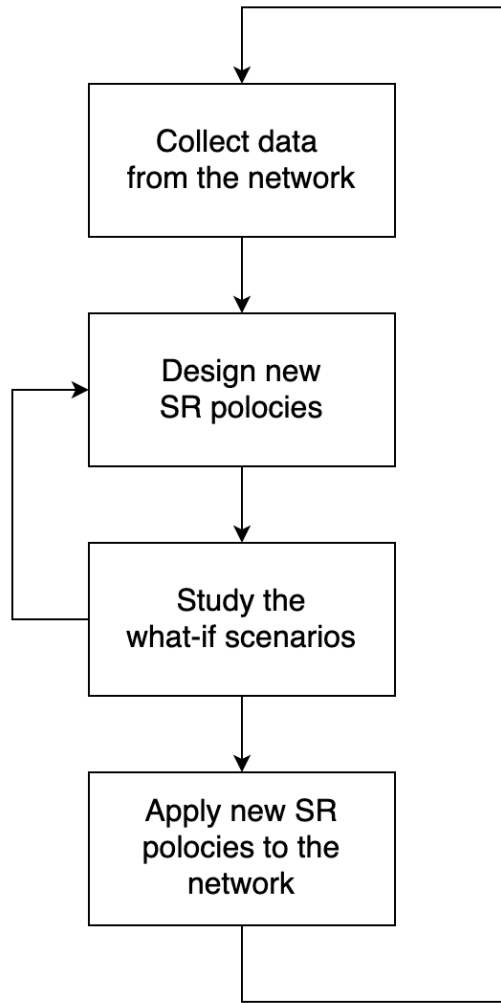 Collect data
from the network
Design new
SR polocies
Study the
what-if scenarios
Apply new SR
polocies to the
network